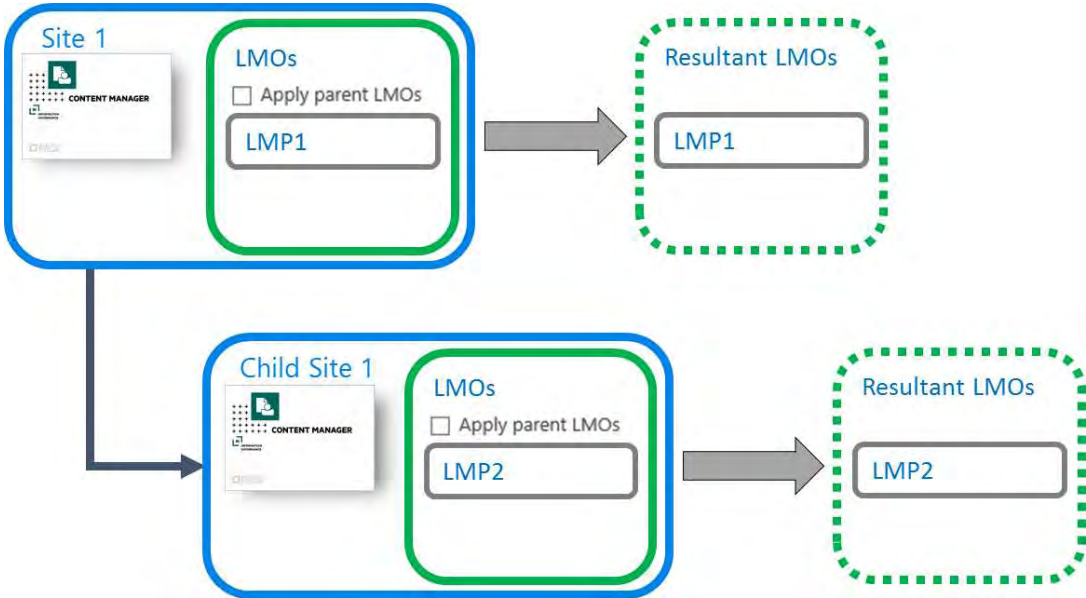 Site 1
CONTENT MANAGER
LMOs
Apply parent LMOs
LMP1
Resultant LMOs
LMP1
Child Site 1
CONTENT MANAGER
LMOs
Apply parent LMOs
LMP2
Resultant LMOs
LMP2